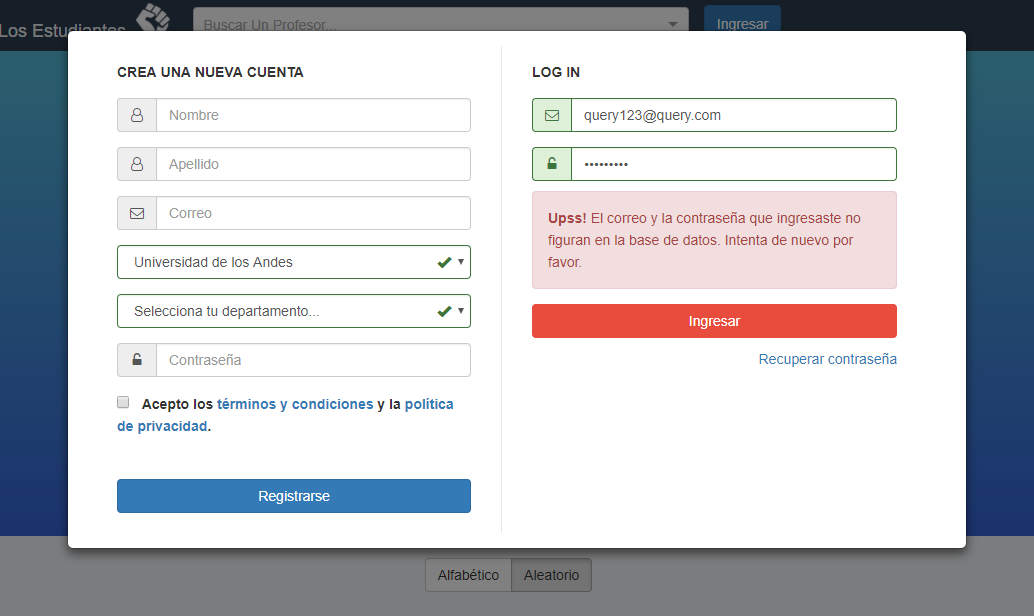 Los Estudiantes
Buscar Un Profesor...
Ingresar
CREA UNA NUEVA CUENTA
Nombre
Apellido
Correo
Universidad de los Andes
Selecciona tu departamento...
Contraseña
Acepto los términos y condiciones y la política
de privacidad.
Registrarse
LOG IN
query123@query.com
•••••••••
Upss! El correo y la contraseña que ingresaste no
figuran en la base de datos. Intenta de nuevo por
favor.
Ingresar
Recuperar contraseña
Alfabético
Aleatorio